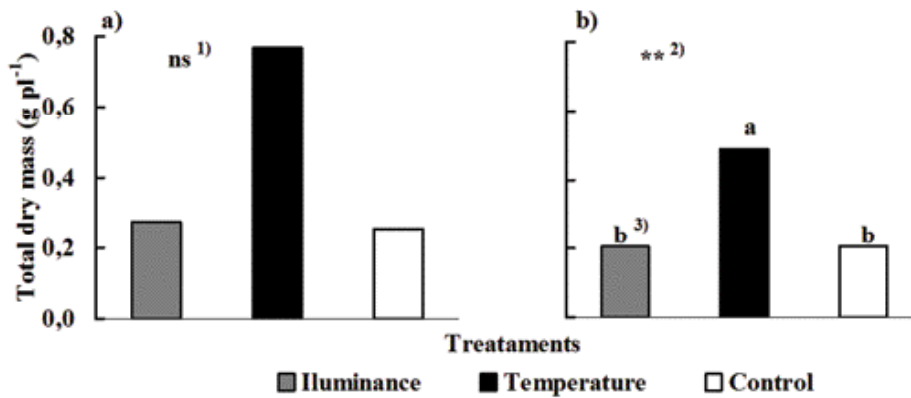 a)
b)
Total dry mass (g pl⁻¹)
0,8
0,6
0,4
0,2
0,0
ns ¹⁾
** ²⁾
a
b ³⁾
b
Treataments
Iluminance Temperature Control